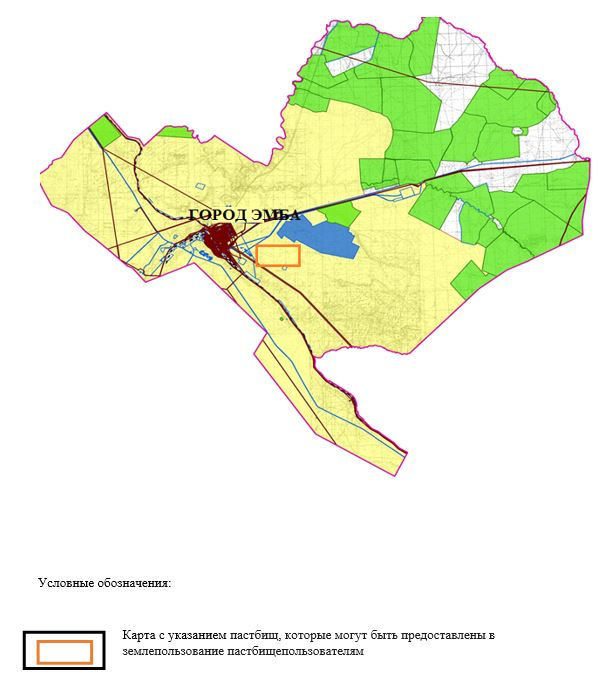 ГОРОД ЭМБА
Условные обозначения:
Карта с указанием пастбищ, которые могут быть предоставлены в
землепользование пастбищепользователям